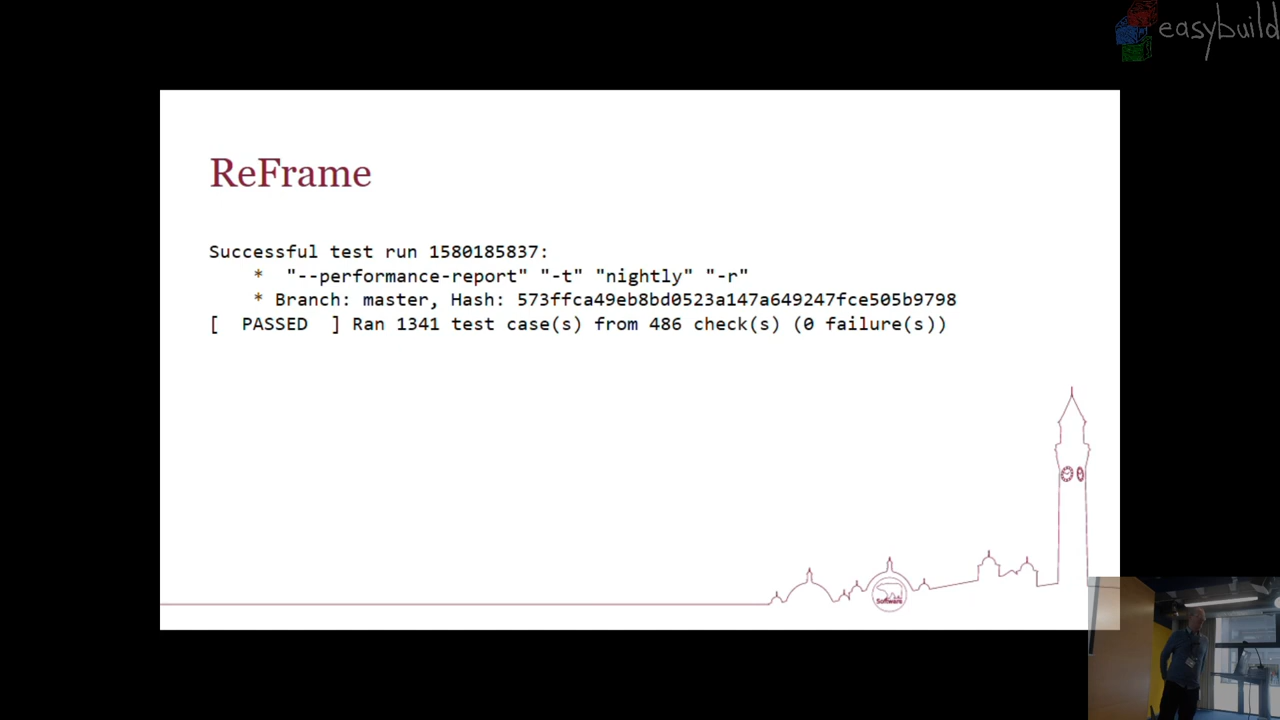 easybuild
ReFrame
Successful test run 1580185837:
* "--performance-report" "-t" "nightly" "-r"
* Branch: master, Hash: 573ffca49eb8bd0523a147a649247fce505b9798
[  PASSED  ] Ran 1341 test case(s) from 486 check(s) (0 failure(s))
Software